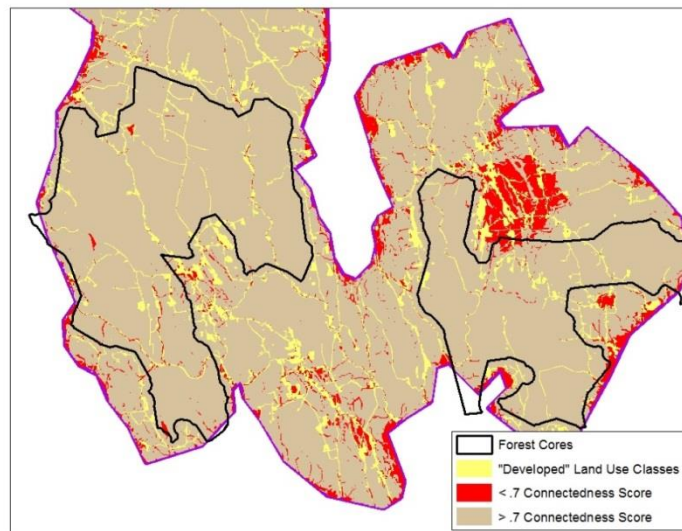 Forest Cores
"Developed" Land Use Classes
< .7 Connectedness Score
> .7 Connectedness Score